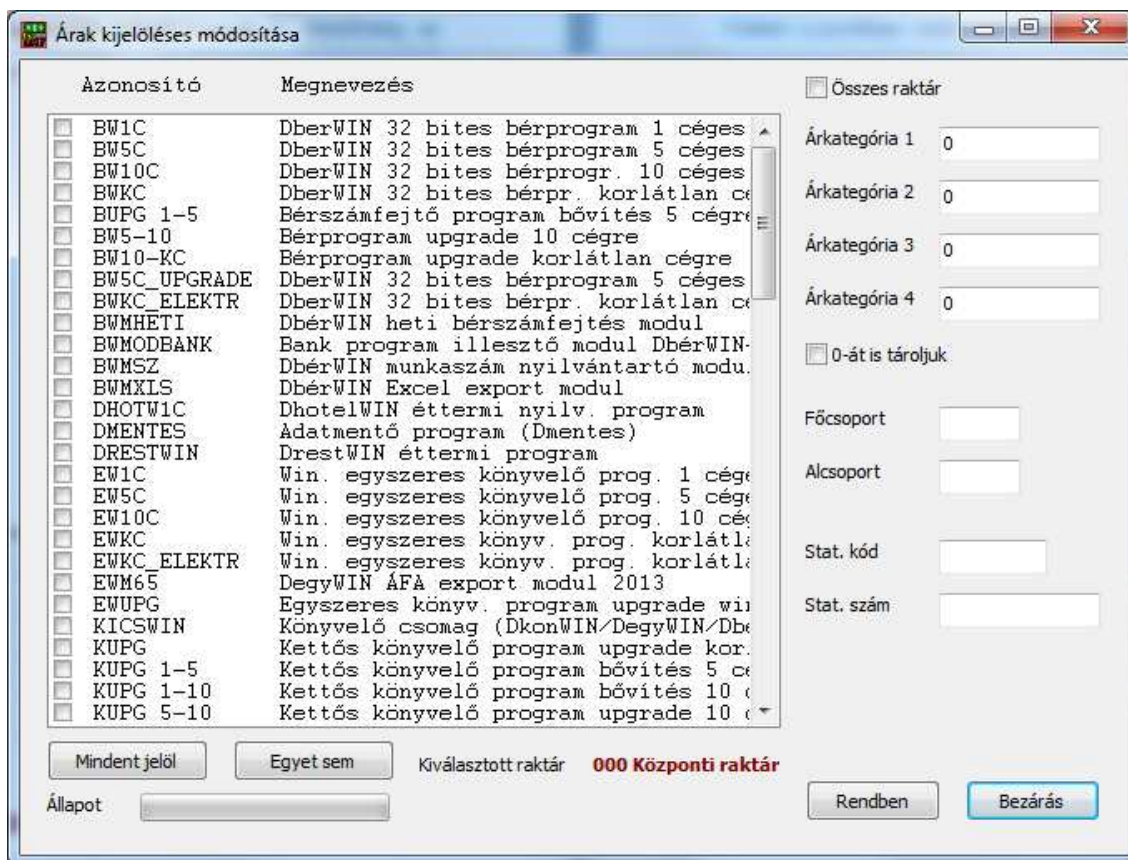 Árak kijelöléses módosítása
Azonosító Megnevezés
BW1C DberWIN 32 bites bérprogram 1 céges
BW5C DberWIN 32 bites bérprogram 5 céges
BW10C DberWIN 32 bites bérprogr. 10 céges
BWKC DberWIN 32 bites bérpr. korlátlan cé
BUPG 1-5 Bérszámfejtő program bővítés 5 cégre
BW5-10 Bérprogram upgrade 10 cégre
BW10-KC Bérprogram upgrade korlátlan cégre
BW5C_UPGRADE DberWIN 32 bites bérprogram 5 céges
BWKC_ELEKTR DberWIN 32 bites bérpr. korlátlan cé
BWMHETI DbérWIN heti bérszámfejtés modul
BWMODBANK Bank program illesztő modul DbérWIN-
BWMSZ DbérWIN munkaszám nyilvántartó modu
BWMXLS DbérWIN Excel export modul
DHOTW1C DhotelWIN éttermi nyilv. program
DMENTES Adatmentő program (Dmentes)
DRESTWIN DrestWIN éttermi program
EW1C Win. egyszeres könyvelő prog. 1 cége
EW5C Win. egyszeres könyvelő prog. 5 cége
EW10C Win. egyszeres könyvelő prog. 10 cég
EWKC Win. egyszeres könyv. prog. korlátla
EWKC_ELEKTR Win. egyszeres könyv. prog. korlátla
EWM65 DegyWIN ÁFA export modul 2013
EWUPG Egyszeres könyv. program upgrade win
KICSWIN Könyvelő csomag (DkonWIN/DegyWIN/Dbe
KUPG Kettős könyvelő program upgrade kor
KUPG 1-5 Kettős könyvelő program bővítés 5 cé
KUPG 1-10 Kettős könyvelő program bővítés 10
KUPG 5-10 Kettős könyvelő program upgrade 10
Mindent jelöl Egyet sem Kiválasztott raktár 000 Központi raktár
Állapot
Összes raktár
Árkategória 1 0
Árkategória 2 0
Árkategória 3 0
Árkategória 4 0
0-át is tároljuk
Főcsoport
Alcsoport
Stat. kód
Stat. szám
Rendben Bezárás